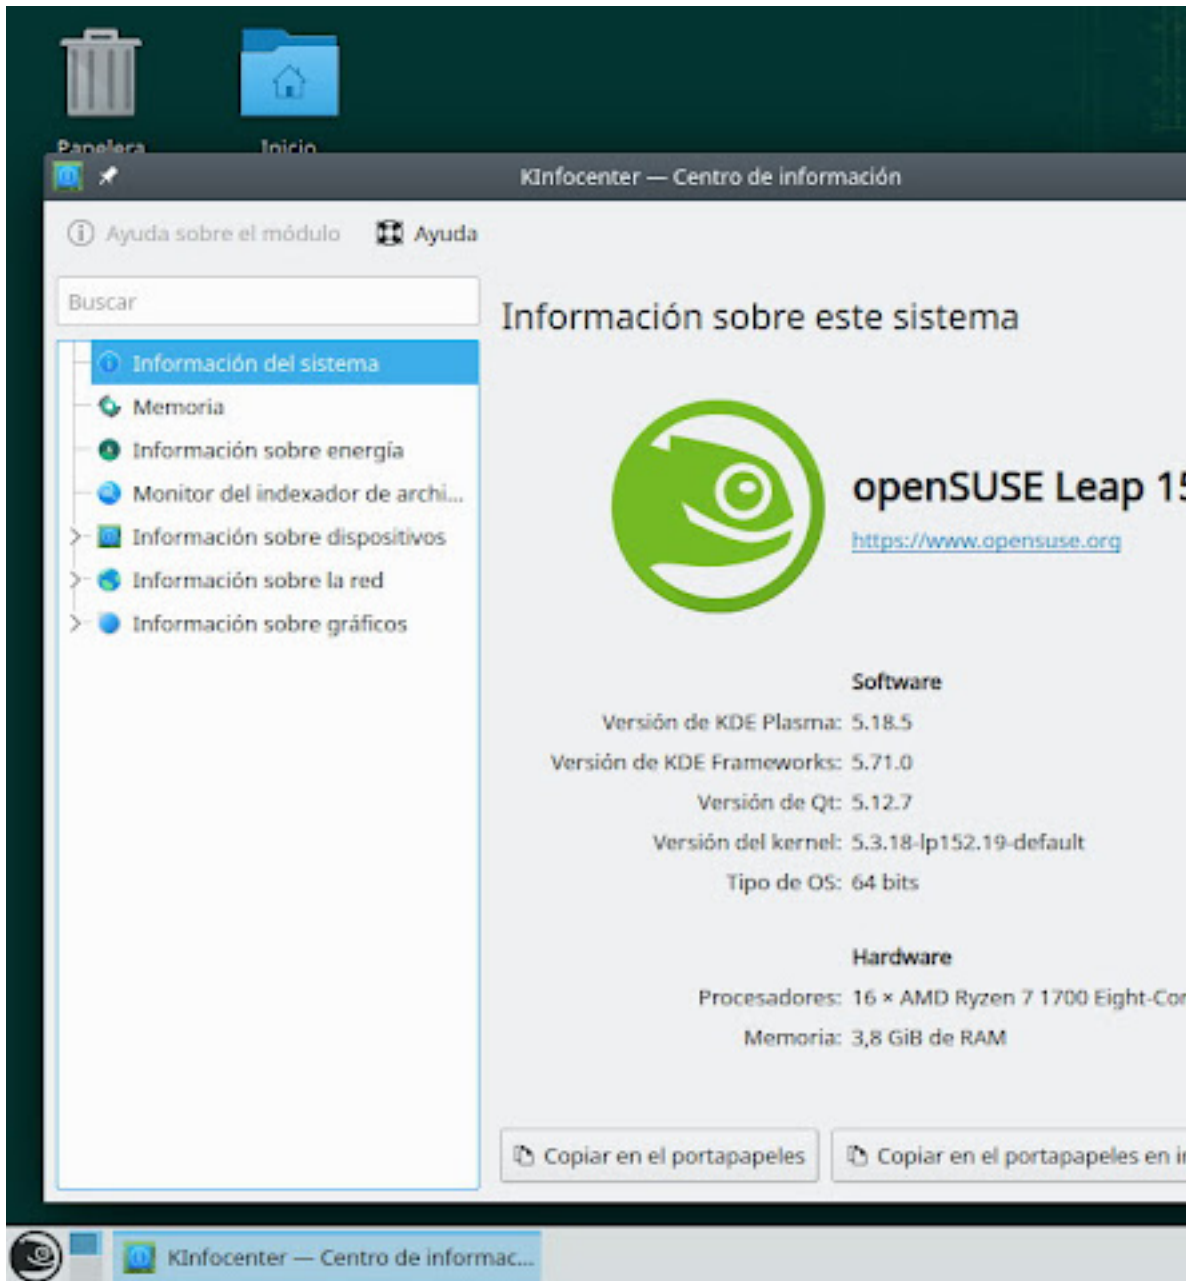 Papelera
Inicio
KInfocenter — Centro de información
Ayuda sobre el módulo
Ayuda
Buscar
Información sobre este sistema
Información del sistema
Memoria
Información sobre energía
Monitor del indexador de archi...
Información sobre dispositivos
Información sobre la red
Información sobre gráficos
openSUSE Leap 15
https://www.opensuse.org
Software
Versión de KDE Plasma: 5.18.5
Versión de KDE Frameworks: 5.71.0
Versión de Qt: 5.12.7
Versión del kernel: 5.3.18-lp152.19-default
Tipo de OS: 64 bits
Hardware
Procesadores: 16 × AMD Ryzen 7 1700 Eight-Cor
Memoria: 3,8 GiB de RAM
Copiar en el portapapeles
Copiar en el portapapeles en in
KInfocenter — Centro de informac...